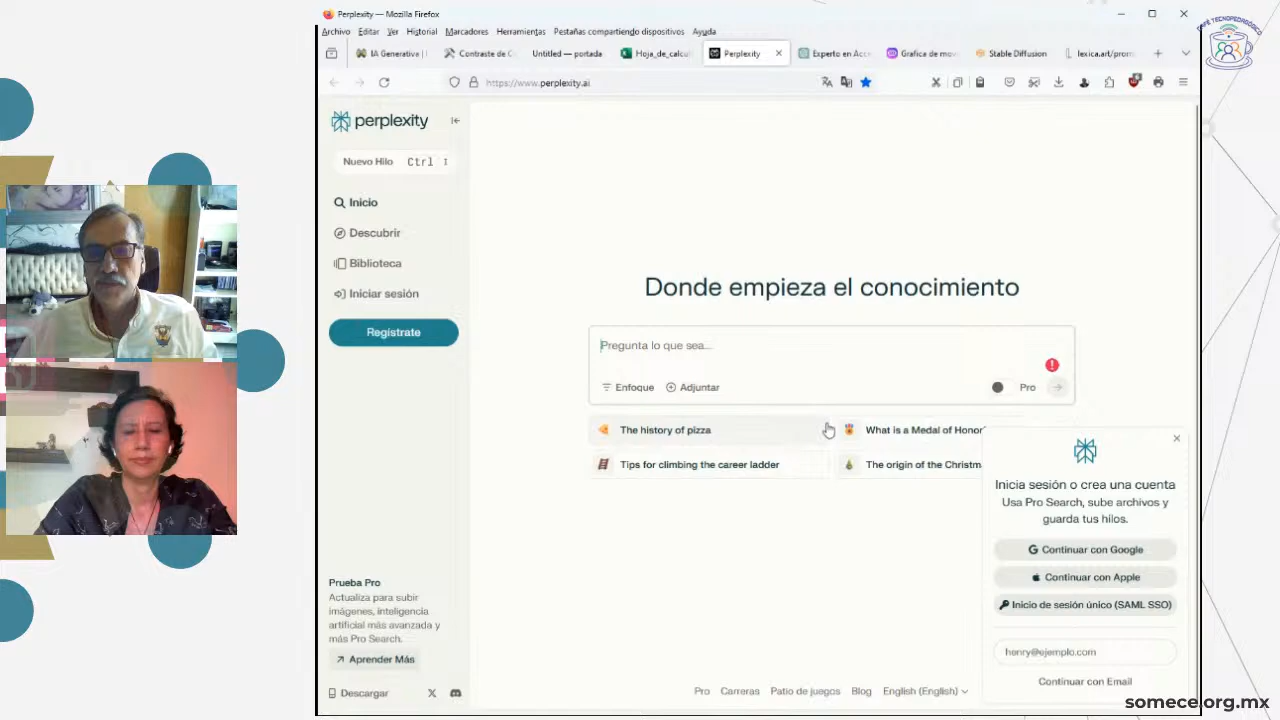 Perplexity — Mozilla Firefox
Archivo Editar Ver Historial Marcadores Herramientas Pestañas compartiendo dispositivos Ayuda
IA Generative | Contraste de C Untitled — portada Hoja_de_calcul Perplexity Experto en Acc Grafica de mov Stable Diffusion lexica.art/prom
https://www.perplexity.ai
CAFÉ TECNOPEDAGÓGICO
perplexity
Nuevo Hilo Ctrl I
Inicio
Descubrir
Biblioteca
Iniciar sesión
Regístrate
Donde empieza el conocimiento
Pregunta lo que sea...
Enfoque Adjuntar Pro
The history of pizza
What is a Medal of Honor
Tips for climbing the career ladder
The origin of the Christm
Inicia sesión o crea una cuenta
Usa Pro Search, sube archivos y
guarda tus hilos.
Continuar con Google
Continuar con Apple
Inicio de sesión único (SAML SSO)
henry@ejemplo.com
Continuar con Email
Prueba Pro
Actualiza para subir
imágenes, inteligencia
artificial más avanzada y
más Pro Search.
Aprender Más
Descargar
Pro Carreras Patio de juegos Blog English (English)
somece.org.mx